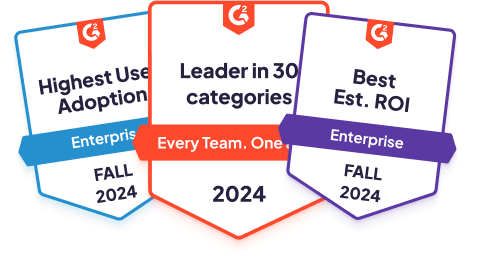 G2
Highest Use
Adoption
Enterpris
FALL
2024
G2
Leader in 30
categories
Every Team. One
2024
G2
Best
Est. ROI
Enterprise
FALL
2024